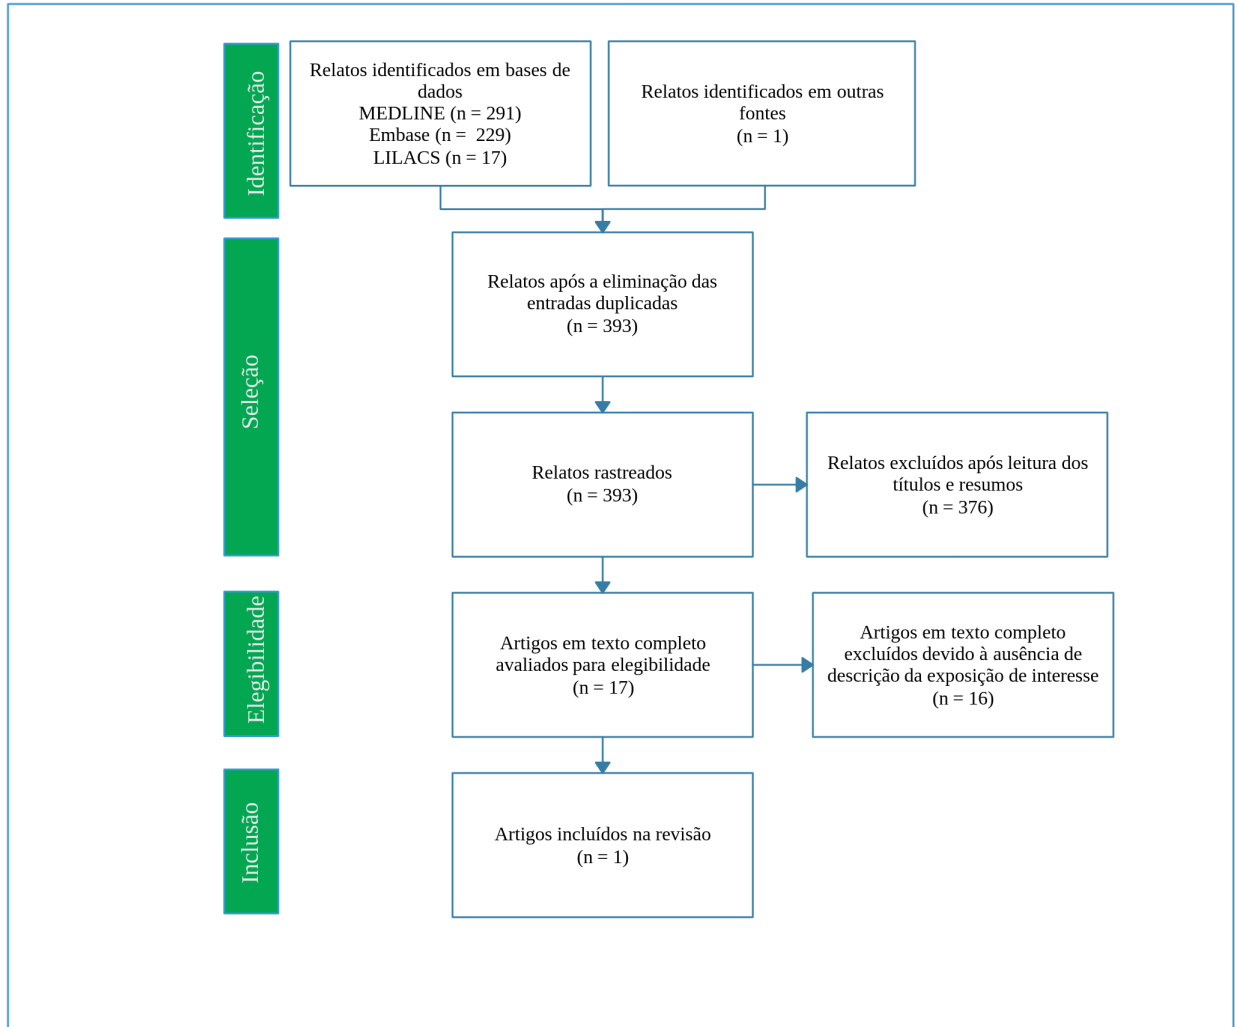 Identificação
Relatos identificados em bases de
dados
MEDLINE (n = 291)
Embase (n =  229)
LILACS (n = 17)
Relatos identificados em outras
fontes
(n = 1)
Seleção
Relatos após a eliminação das
entradas duplicadas
(n = 393)
Relatos rastreados
(n = 393)
Relatos excluídos após leitura dos
títulos e resumos
(n = 376)
Elegibilidade
Artigos em texto completo
avaliados para elegibilidade
(n = 17)
Artigos em texto completo
excluídos devido à ausência de
descrição da exposição de interesse
(n = 16)
Inclusão
Artigos incluídos na revisão
(n = 1)